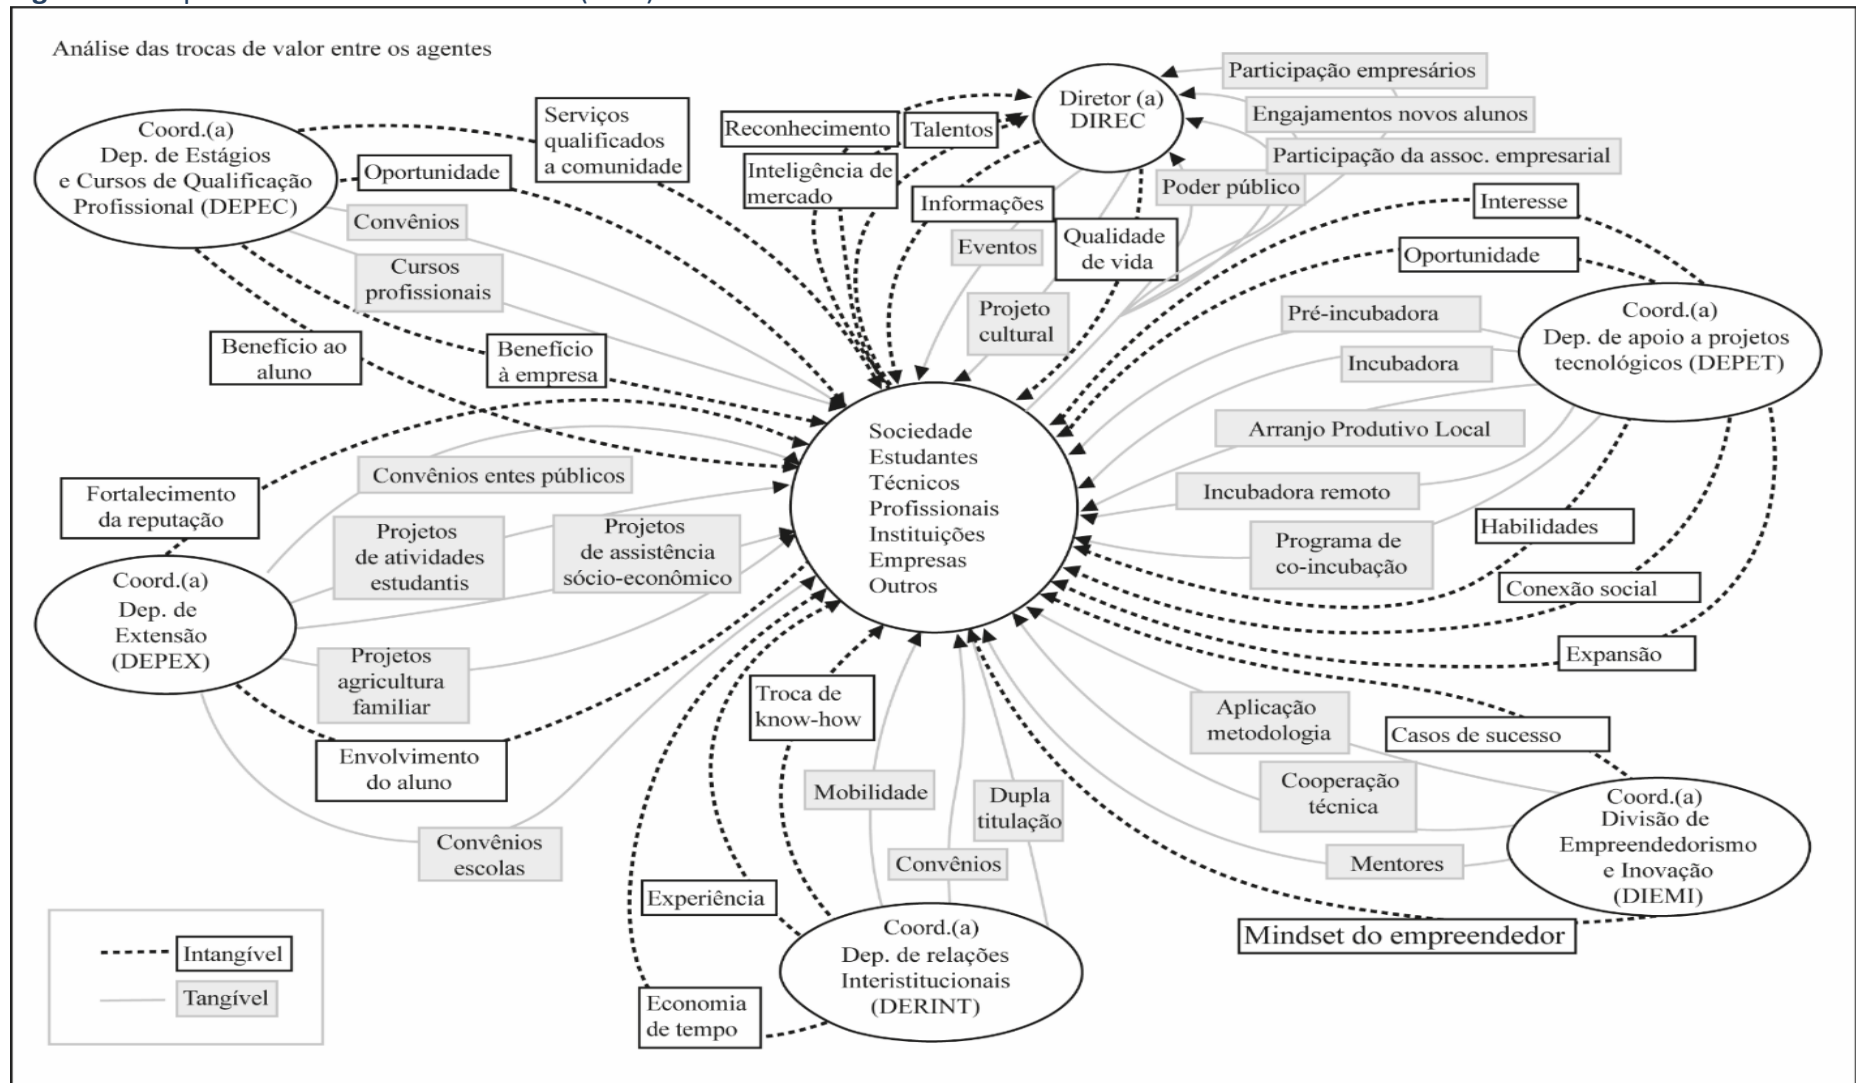 Análise das trocas de valor entre os agentes
Coord.(a)
Dep. de Estágios
e Cursos de Qualificação
Profissional (DEPEC)
Serviços
qualificados
a comunidade
Oportunidade
Convênios
Cursos
profissionais
Benefício ao
aluno
Benefício
à empresa
Reconhecimento
Talentos
Inteligência de
mercado
Informações
Eventos
Projeto
cultural
Qualidade
de vida
Diretor (a)
DIREC
Participação empresários
Engajamentos novos alunos
Participação da assoc. empresarial
Poder público
Interesse
Oportunidade
Pré-incubadora
Incubadora
Arranjo Produtivo Local
Incubadora remoto
Programa de
co-incubação
Coord.(a)
Dep. de apoio a projetos
tecnológicos (DEPET)
Habilidades
Conexão social
Expansão
Sociedade
Estudantes
Técnicos
Profissionais
Instituições
Empresas
Outros
Fortalecimento
da reputação
Convênios entes públicos
Projetos
de atividades
estudantis
Projetos
de assistência
sócio-econômico
Coord.(a)
Dep. de
Extensão
(DEPEX)
Projetos
agricultura
familiar
Envolvimento
do aluno
Convênios
escolas
Troca de
know-how
Mobilidade
Dupla
titulação
Convênios
Experiência
Economia
de tempo
Coord.(a)
Dep. de relações
Interistitucionais
(DERINT)
Aplicação
metodologia
Casos de sucesso
Cooperação
técnica
Mentores
Mindset do empreendedor
Coord.(a)
Divisão de
Empreendedorismo
e Inovação
(DIEMI)
Intangível
Tangível